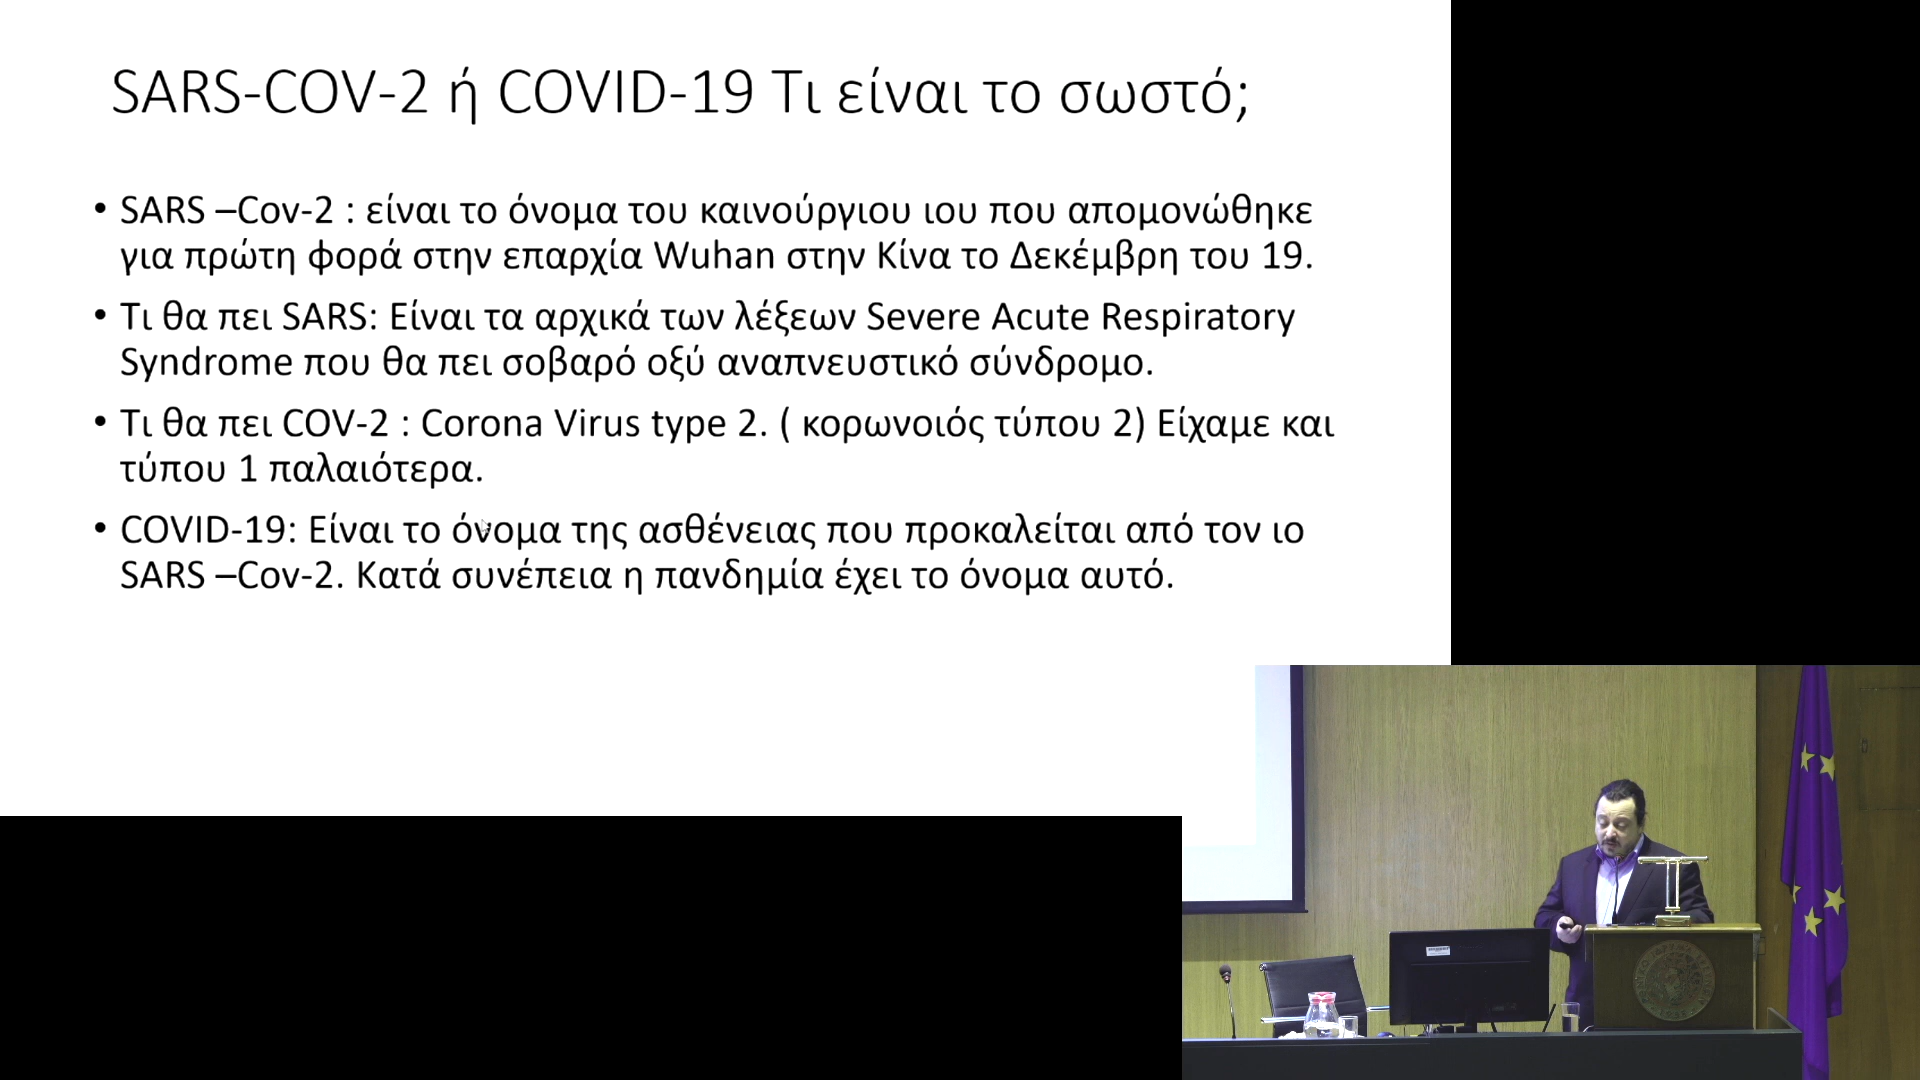 SARS-COV-2 ή COVID-19 Τι είναι το σωστό;
• SARS –Cov-2 : είναι το όνομα του καινούργιου ιου που απομονώθηκε
για πρώτη φορά στην επαρχία Wuhan στην Κίνα το Δεκέμβρη του 19.
• Τι θα πει SARS: Είναι τα αρχικά των λέξεων Severe Acute Respiratory
Syndrome που θα πει σοβαρό οξύ αναπνευστικό σύνδρομο.
• Τι θα πει COV-2 : Corona Virus type 2. ( κορωνοιός τύπου 2) Είχαμε και
τύπου 1 παλαιότερα.
• COVID-19: Είναι το όνομα της ασθένειας που προκαλείται από τον ιο
SARS –Cov-2. Κατά συνέπεια η πανδημία έχει το όνομα αυτό.